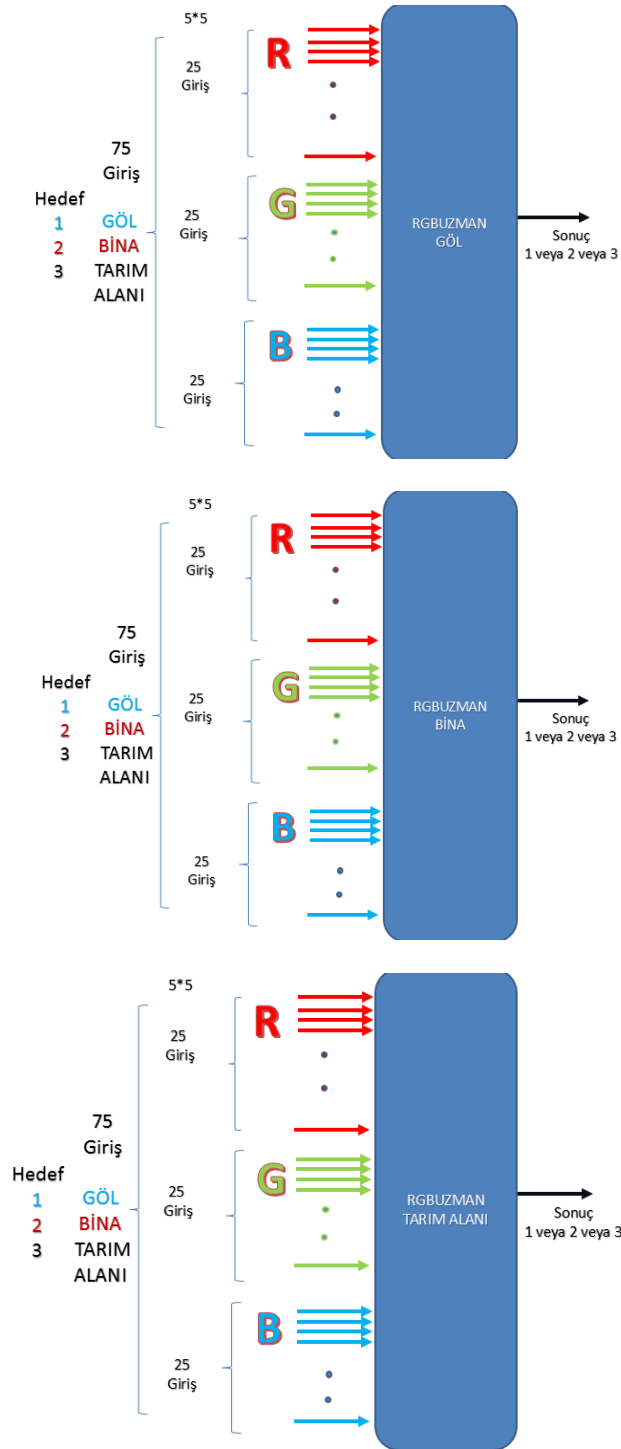 5*5
25
Giriş
R
75
Giriş
Hedef
1 GÖL
2 BİNA
3 TARIM
ALANI
25
Giriş
G
RGBUZMAN
GÖL
Sonuç
1 veya 2 veya 3
B
25
Giriş
5*5
25
Giriş
R
75
Giriş
Hedef
1 GÖL
2 BİNA
3 TARIM
ALANI
25
Giriş
G
RGBUZMAN
BİNA
Sonuç
1 veya 2 veya 3
B
25
Giriş
5*5
25
Giriş
R
75
Giriş
Hedef
1 GÖL
2 BİNA
3 TARIM
ALANI
25
Giriş
G
RGBUZMAN
TARIM ALANI
Sonuç
1 veya 2 veya 3
B
25
Giriş